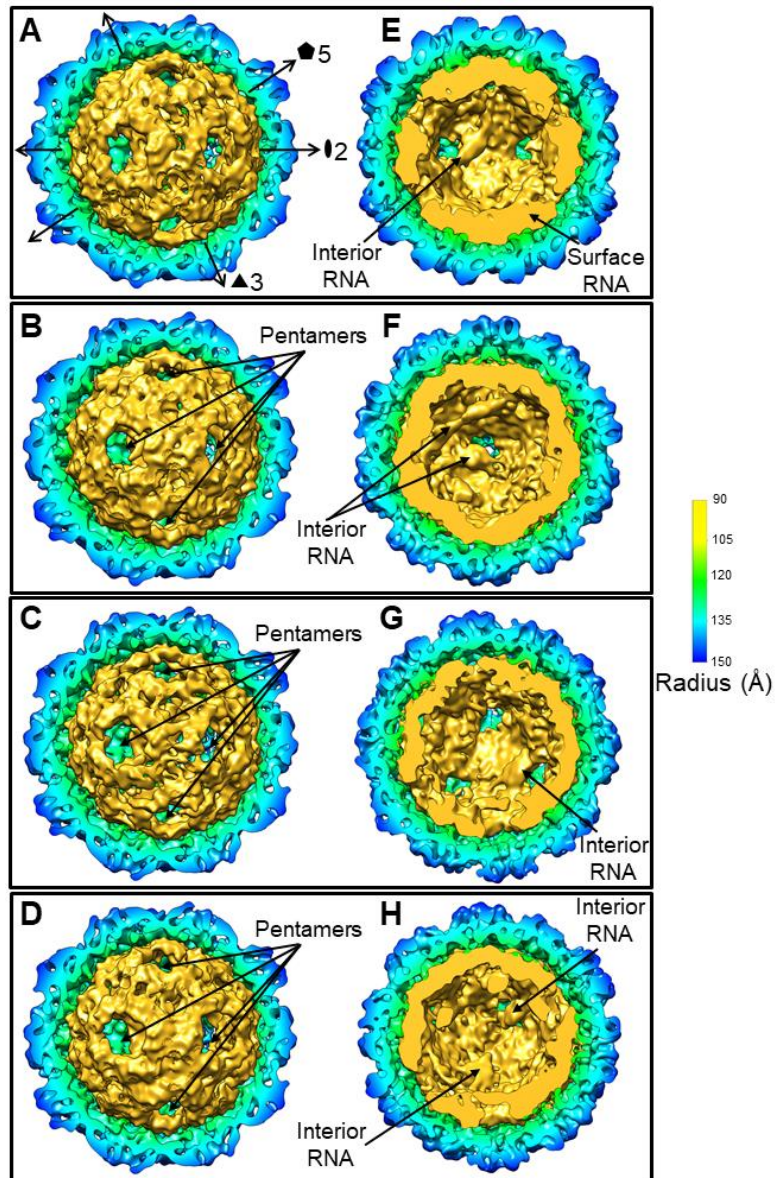 A
E
5
2
3
Interior
RNA
Surface
RNA
B
Pentamers
F
Interior
RNA
C
Pentamers
G
Interior
RNA
D
Pentamers
H
Interior
RNA
Interior
RNA
90
105
120
135
150
Radius (Å)